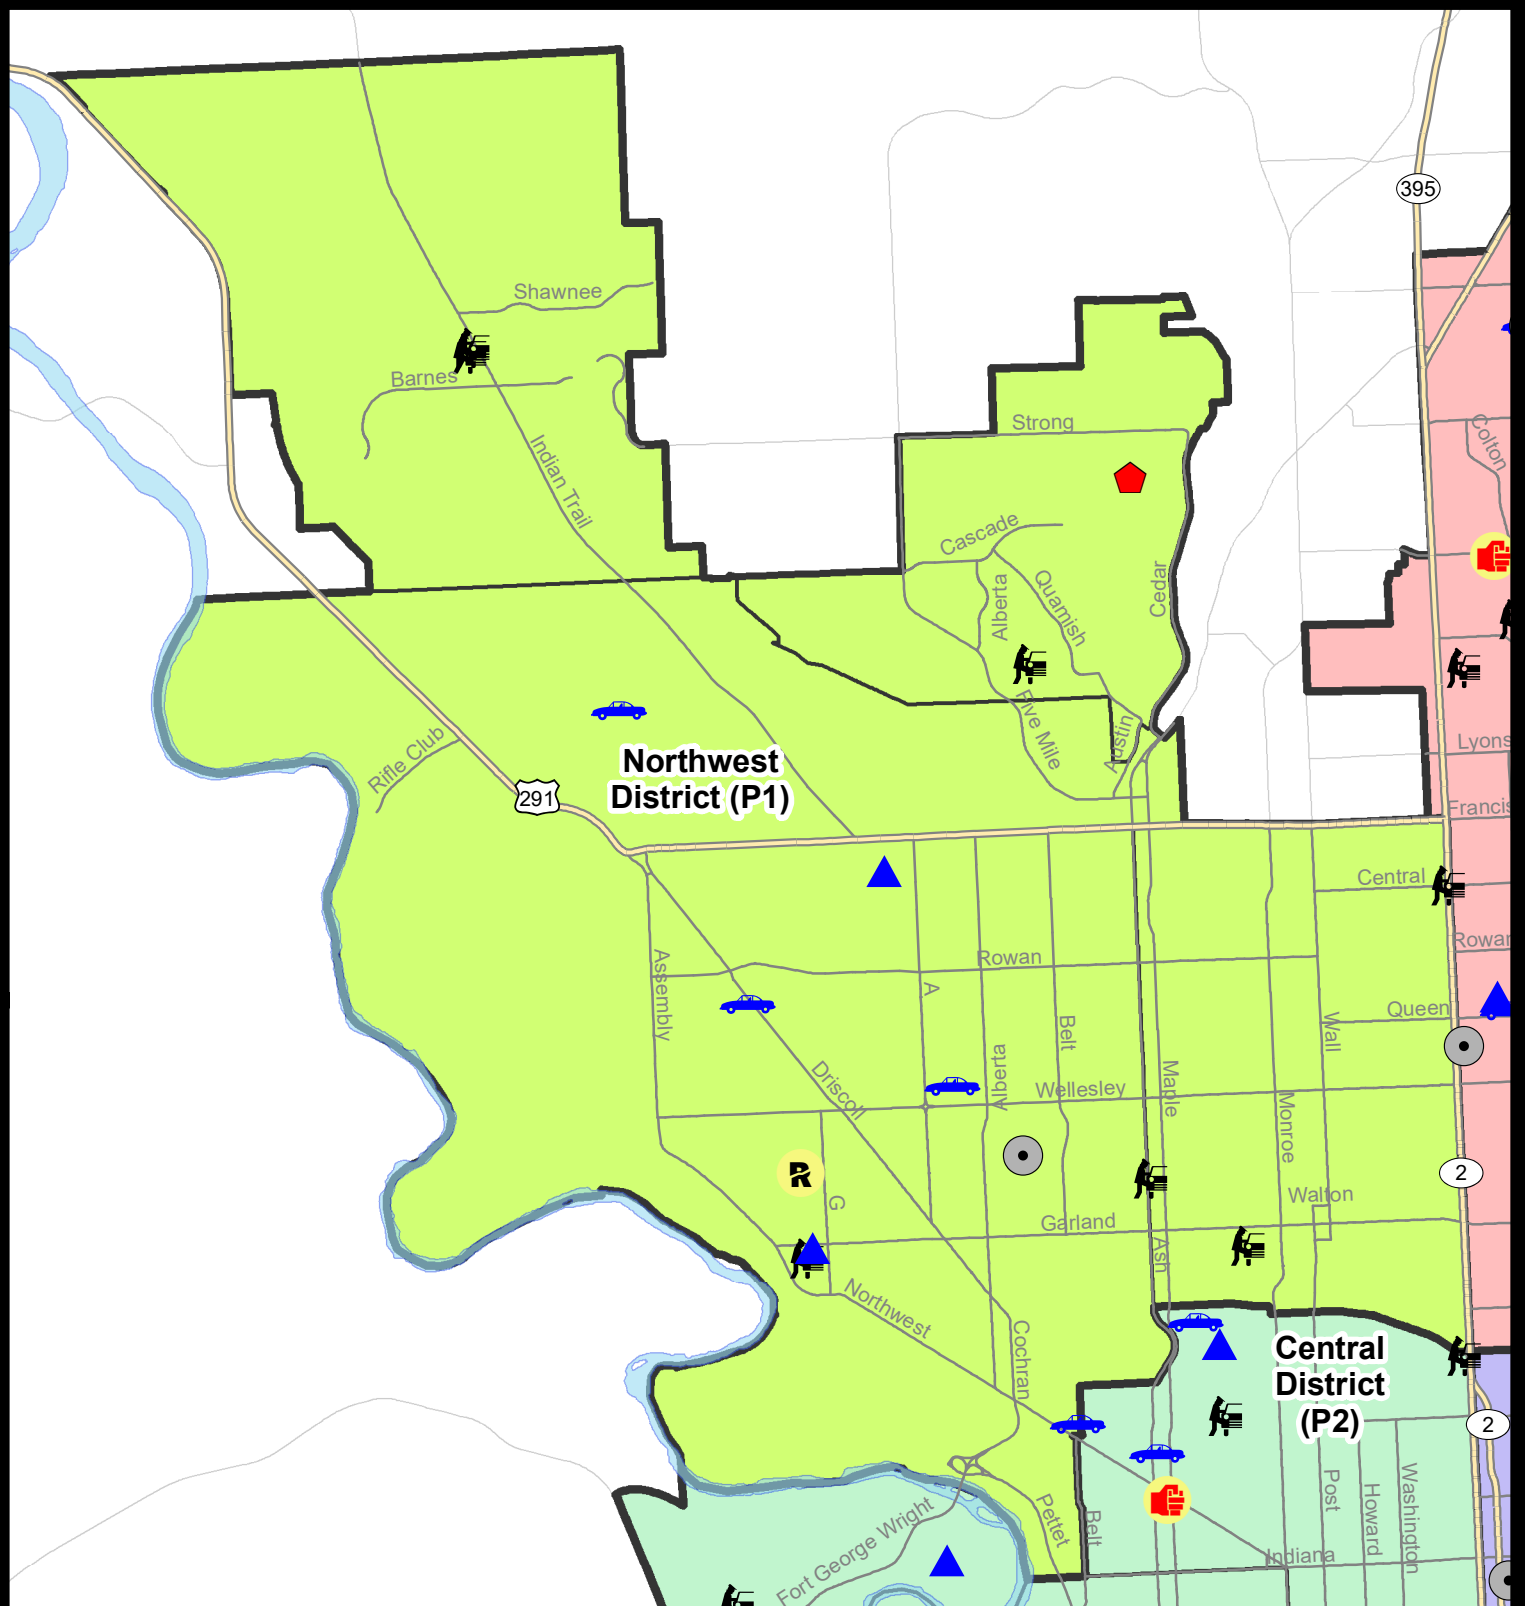 395
Shawnee
Barnes
Indian Trail
Strong
Colton
Cascade
Alberta
Quamish
Cedar
Five Mile
Austin
Rifle Club
Northwest
District (P1)
291
Lyons
Francis
Central
Rowan
Rowan
Assembly
A
Belt
Queen
Wall
Driscoll
Alberta
Wellesley
Maple
Monroe
R
G
Walton
2
Garland
Ash
Northwest
Cochran
Central
District
(P2)
2
Pettet
Belt
Post
Howard
Washington
Fort George Wright
Indiana